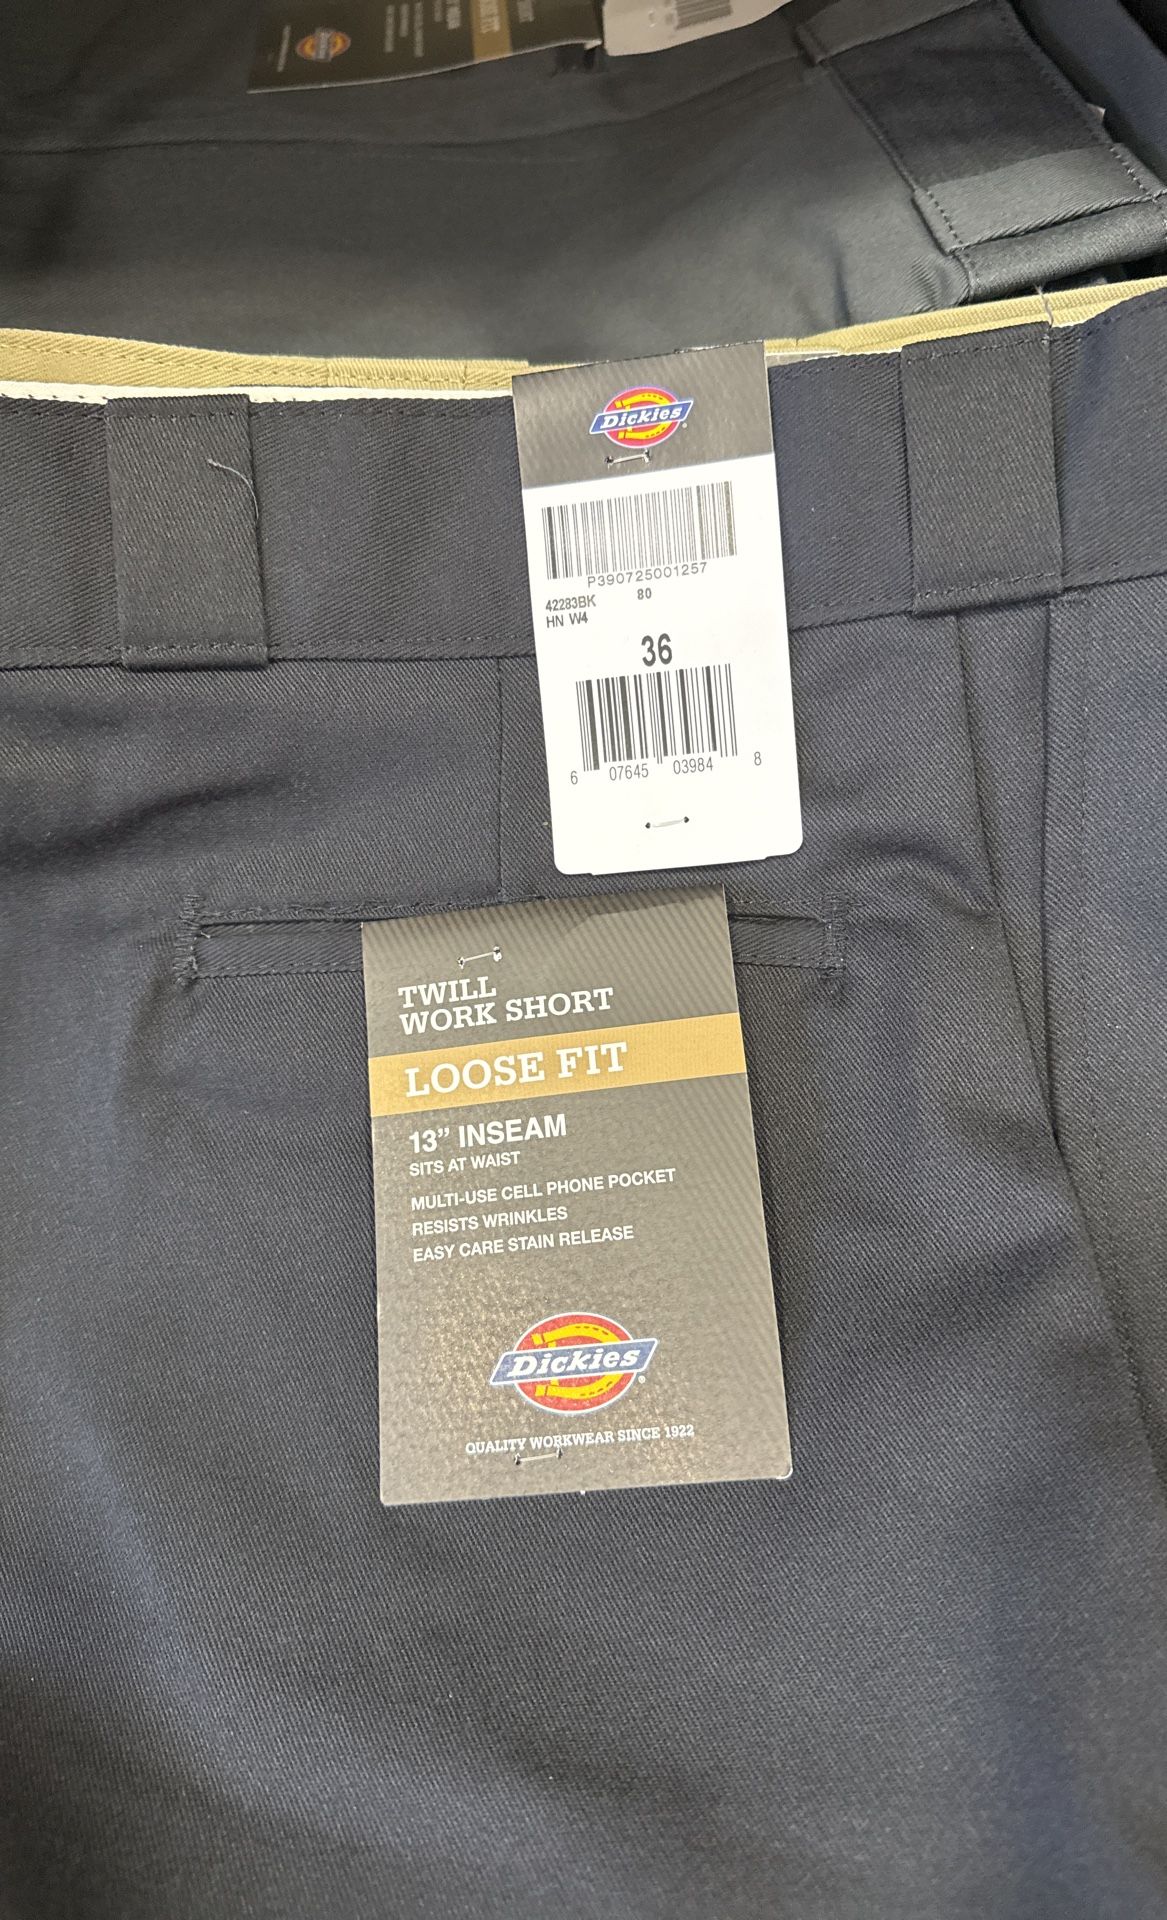 Dickies
P390725001257
42283BK 80
HN W4
36
6 07645 03984 8
TWILL
WORK SHORT
LOOSE FIT
13” INSEAM
SITS AT WAIST
MULTI-USE CELL PHONE POCKET
RESISTS WRINKLES
EASY CARE STAIN RELEASE
Dickies®
QUALITY WORKWEAR SINCE 1922